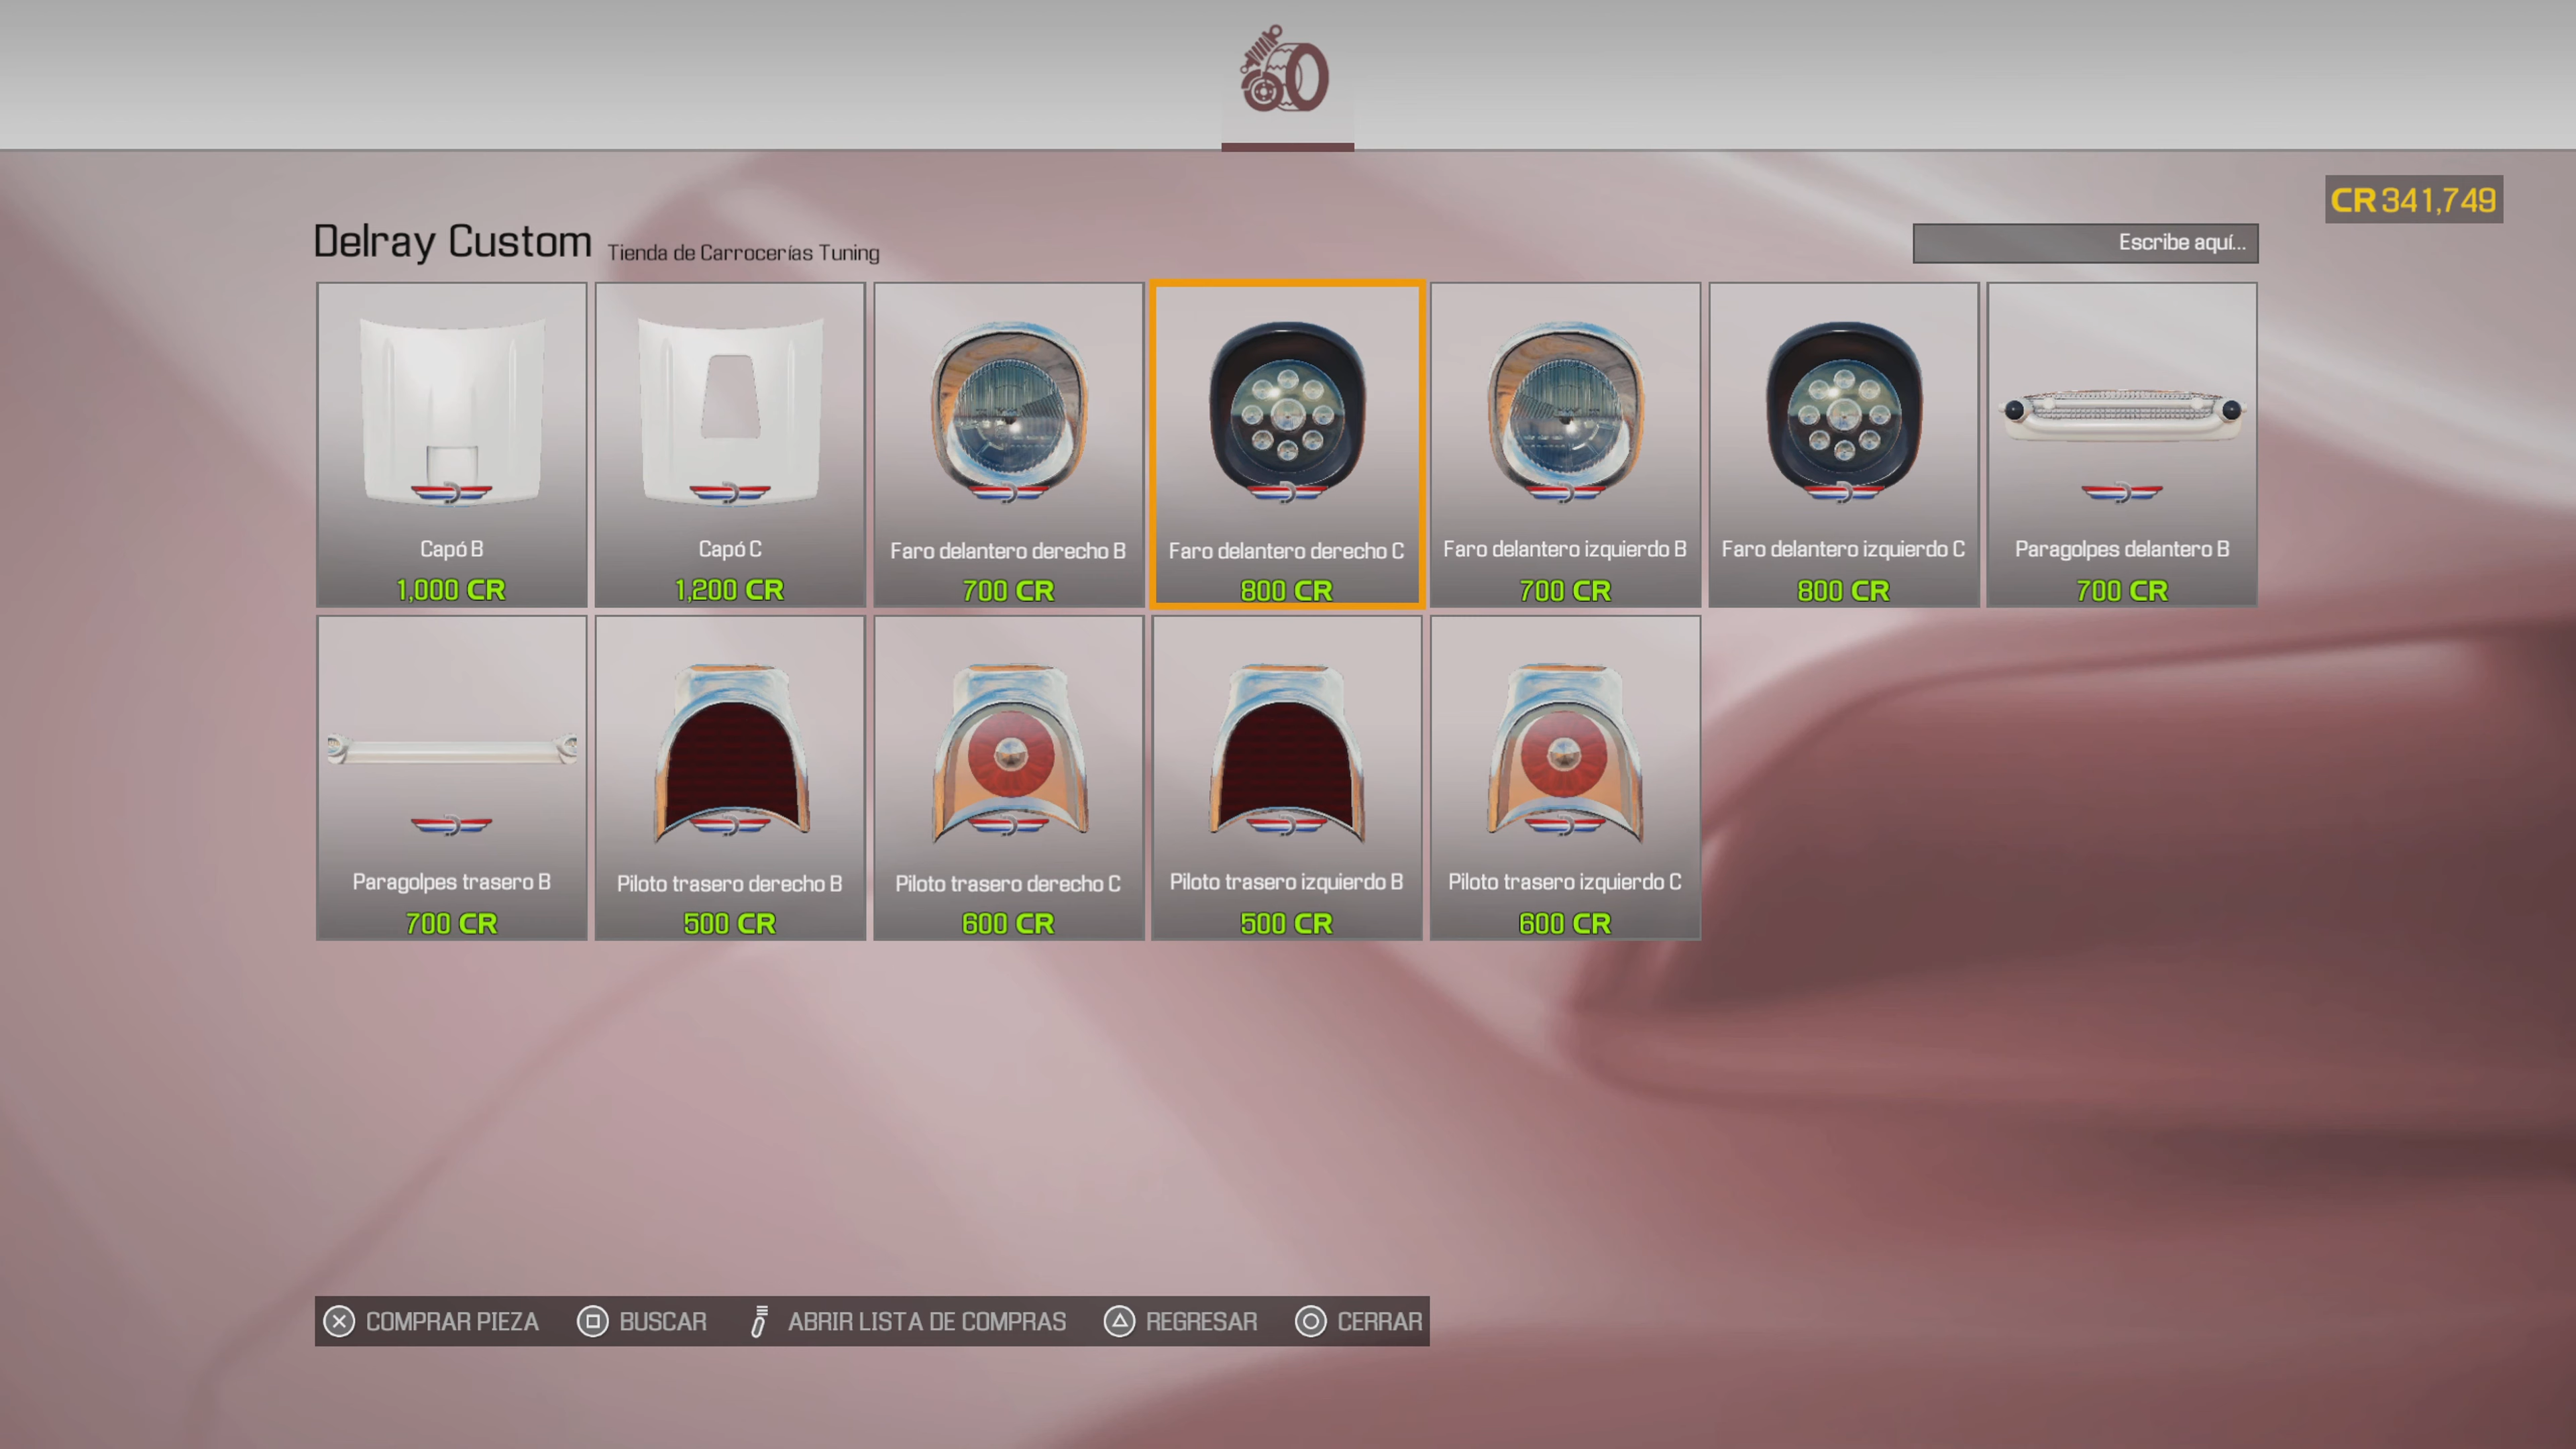 CR 341,749
Delray Custom Tienda de Carrocerías Tuning
Escribe aquí...
Capó B
1,000 CR
Capó C
1,200 CR
Faro delantero derecho B
700 CR
Faro delantero derecho C
800 CR
Faro delantero izquierdo B
700 CR
Faro delantero izquierdo C
800 CR
Paragolpes delantero B
700 CR
Paragolpes trasero B
700 CR
Piloto trasero derecho B
500 CR
Piloto trasero derecho C
600 CR
Piloto trasero izquierdo B
500 CR
Piloto trasero izquierdo C
600 CR
COMPRAR PIEZA BUSCAR ABRIR LISTA DE COMPRAS REGRESAR CERRAR